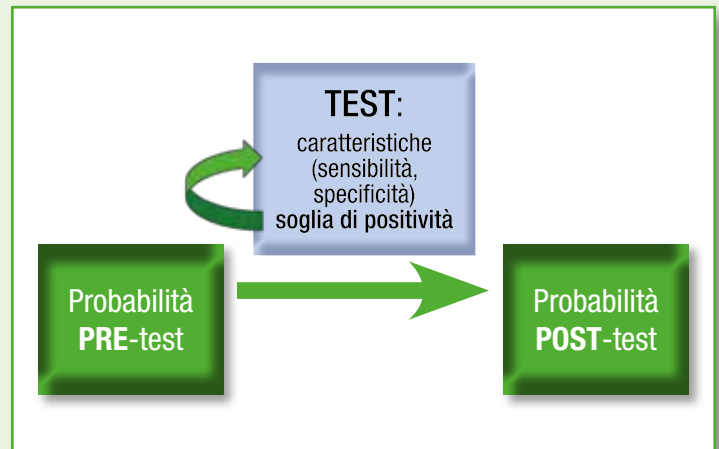 TEST:
caratteristiche
(sensibilità,
specificità)
soglia di positività
Probabilità
PRE-test
Probabilità
POST-test